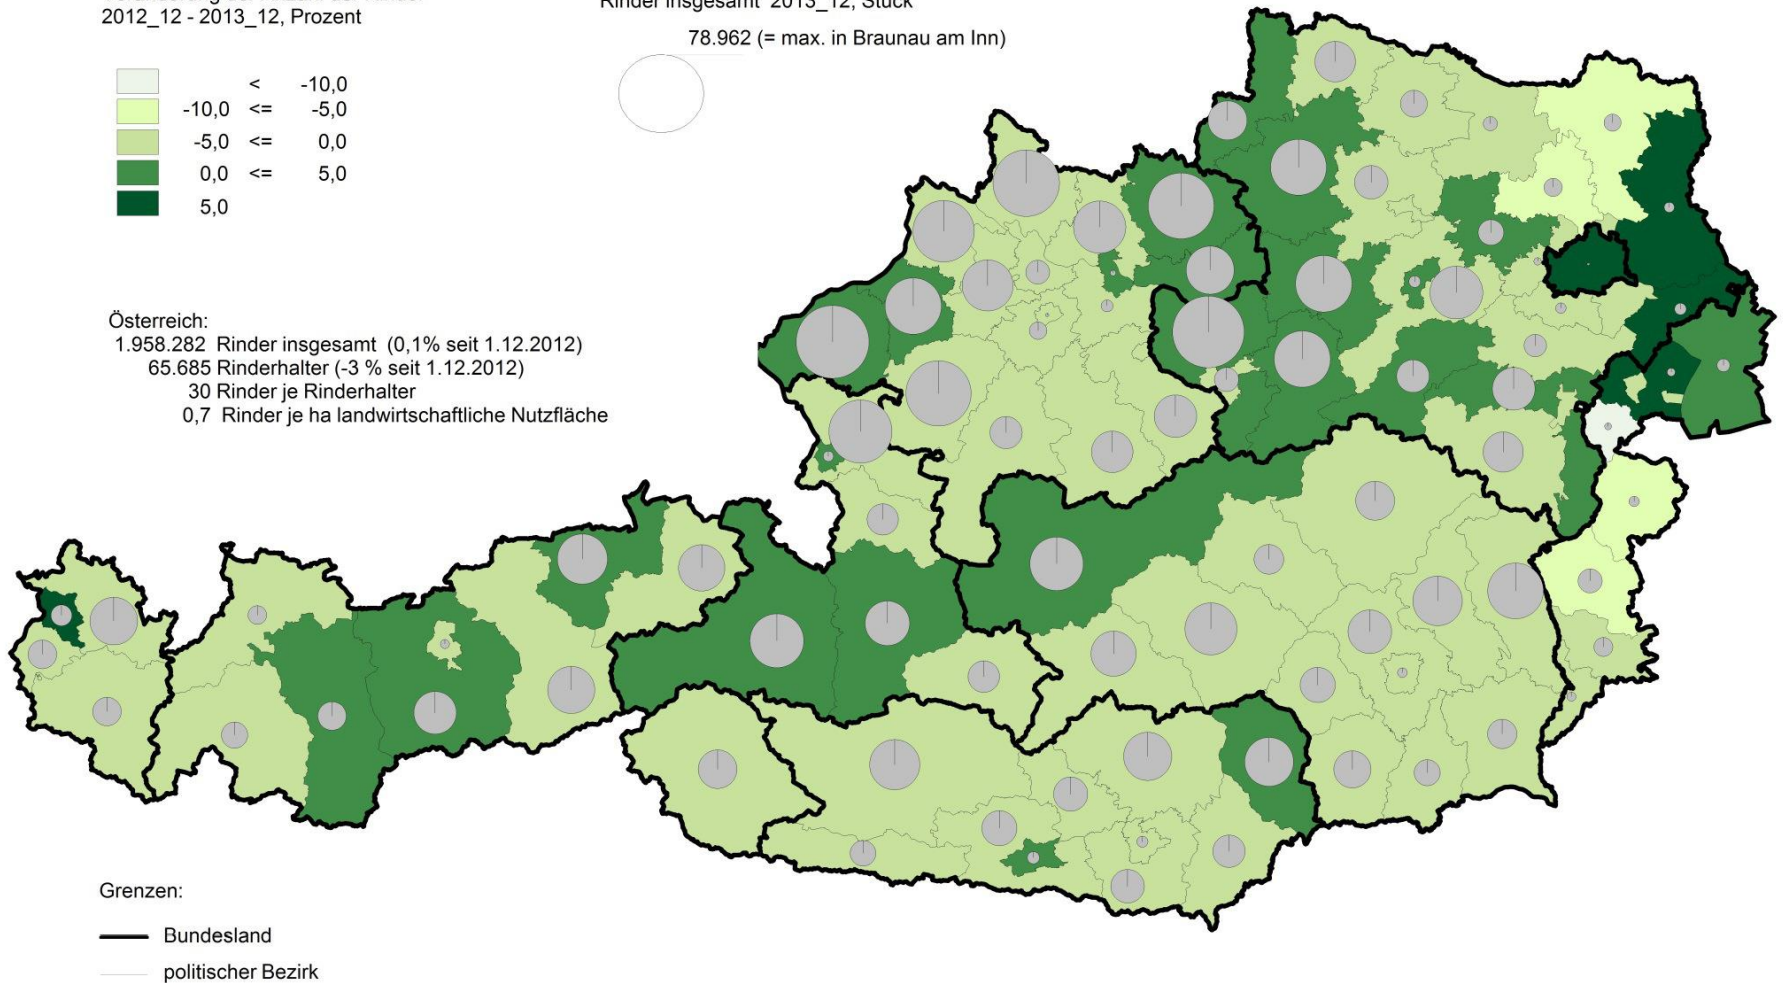 2012_12 - 2013_12, Prozent
Rinder insgesamt 2013_12, Stück
78.962 (= max. in Braunau am Inn)
< -10,0
-10,0 <= -5,0
-5,0 <= 0,0
0,0 <= 5,0
5,0
Österreich:
1.958.282 Rinder insgesamt (0,1% seit 1.12.2012)
65.685 Rinderhalter (-3 % seit 1.12.2012)
30 Rinder je Rinderhalter
0,7 Rinder je ha landwirtschaftliche Nutzfläche
Grenzen:
Bundesland
politischer Bezirk